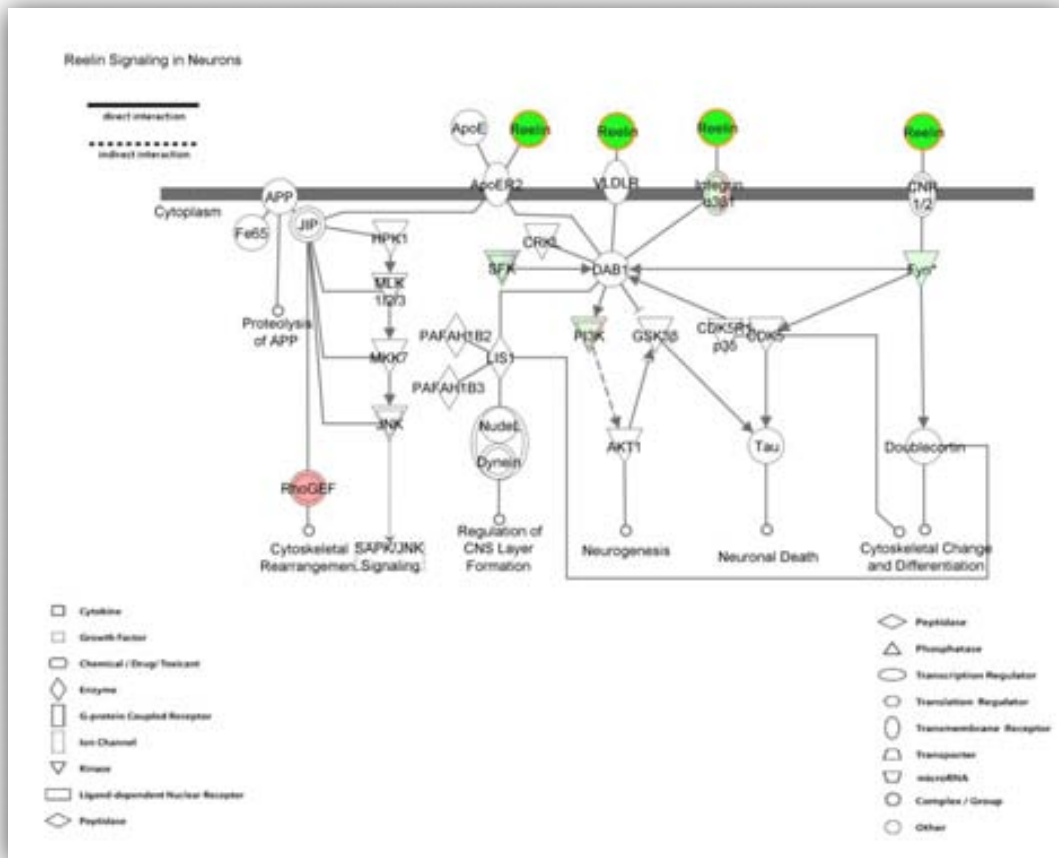 Reelin Signaling in Neurons
direct interaction
indirect interaction
ApoE
Reelin
Reelin
Reelin
Reelin
APP
ApoER2
VLDLR
Integrin
α3β1
CNR
1/2
Cytoplasm
Fe65
JIP
HPK1
CRKL
SFK
DAB1
Fyn*
MLK
1/2/3
Proteolysis
of APP
PAFAH1B2
PI3K
GSK3β
CDK5R1
p35
CDK5
MKK7
LIS1
PAFAH1B3
JNK
NudeL
Dynein
AKT1
Tau
Doublecortin
RhoGEF
Cytoskeletal
SAPK/JNK
Signaling
Regulation of
CNS Layer
Formation
Neurogenesis
Neuronal Death
Cytoskeletal Change
and Differentiation
Cytokine
Growth Factor
Chemical / Drug/ Toxicant
Enzyme
G-protein Coupled Receptor
Ion Channel
Kinase
Ligand-dependent Nuclear Receptor
Peptidase
Peptidase
Phosphatase
Transcription Regulator
Translation Regulator
Transmembrane Receptor
Transporter
microRNA
Complex / Group
Other